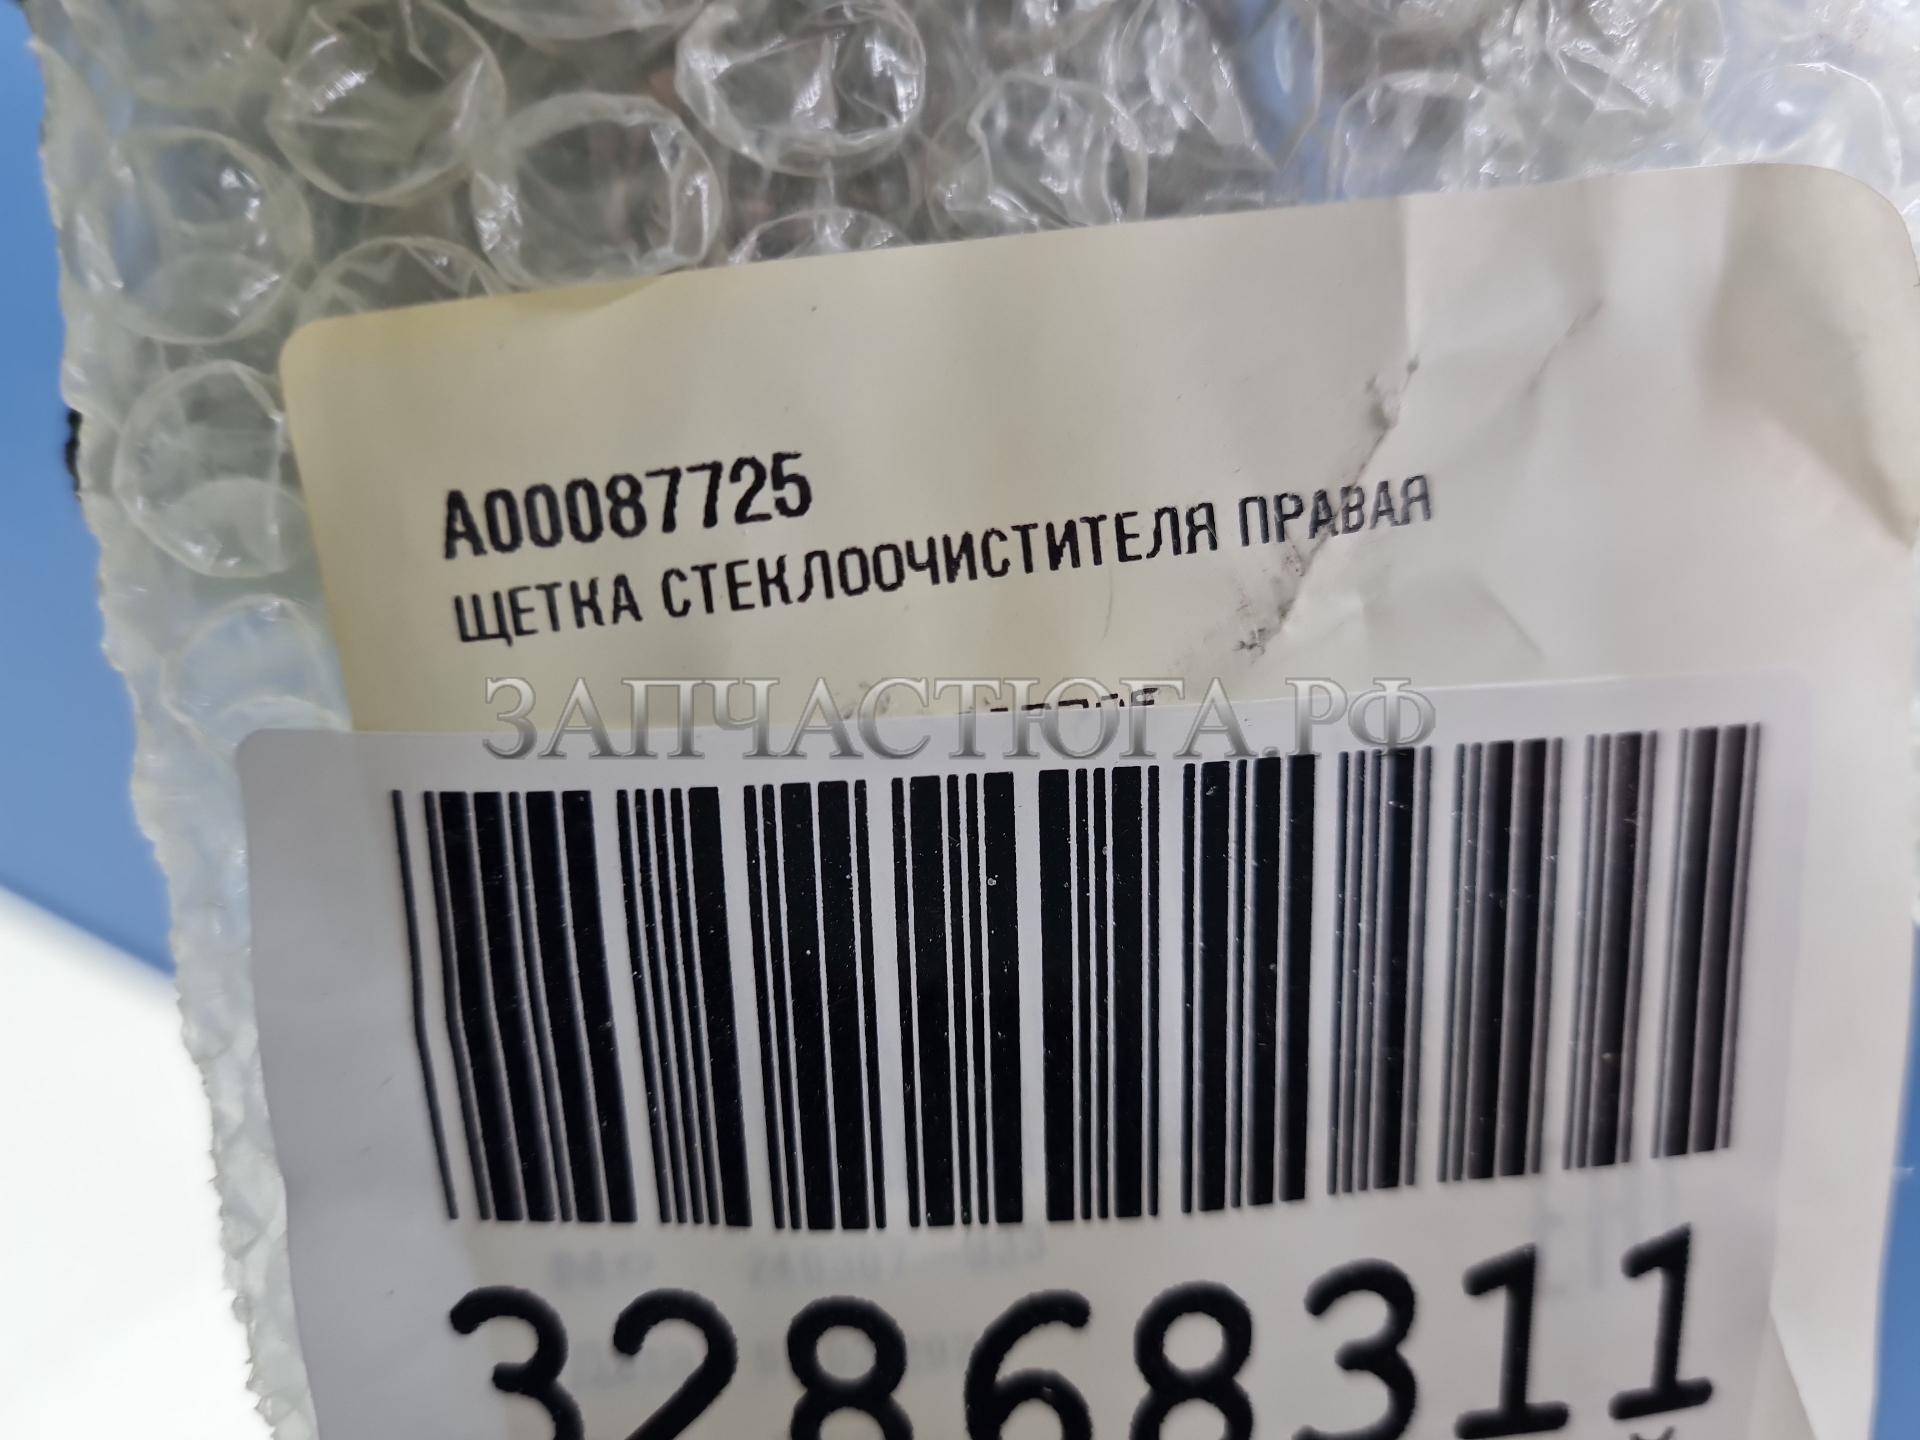 A00087725
ЩЕТКА СТЕКЛООЧИСТИТЕЛЯ ПРАВАЯ
ЗАПЧАСТЮГА.РФ
32868311